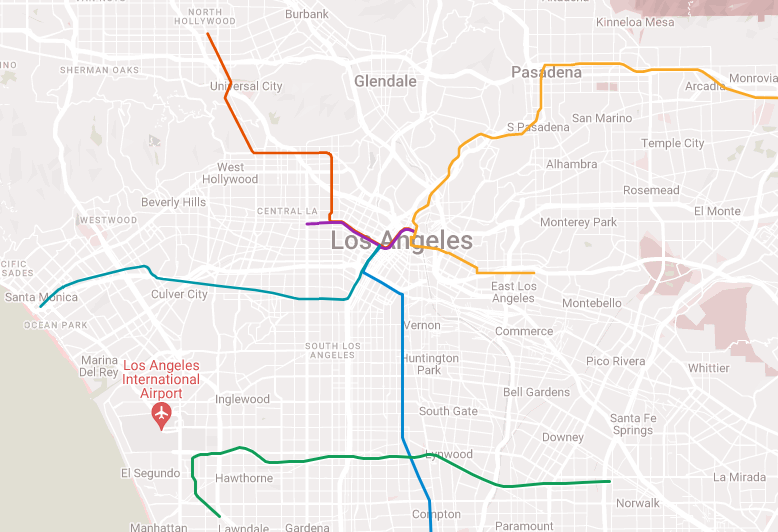 NORTH
HOLLYWOOD
Burbank
Kinneloa Mesa
SHERMAN OAKS
Universal City
Glendale
Pasadena
Arcadia
Monrovia
S Pasadena
San Marino
Temple City
West
Hollywood
Alhambra
Rosemead
Beverly Hills
CENTRAL LA
El Monte
WESTWOOD
Monterey Park
Los Angeles
CIFIC
SADES
Santa Monica
Culver City
East Los
Angeles
Montebello
OCEAN PARK
Vernon
Commerce
SOUTH LOS
ANGELES
Marina
Del Rey
Los Angeles
International
Airport
Huntington
Park
Pico Rivera
Whittier
Inglewood
Bell Gardens
South Gate
Santa Fe
Springs
Downey
Lynwood
El Segundo
Hawthorne
La Mirada
Norwalk
Compton
Manhattan
Lawndale
Gardena
Paramount